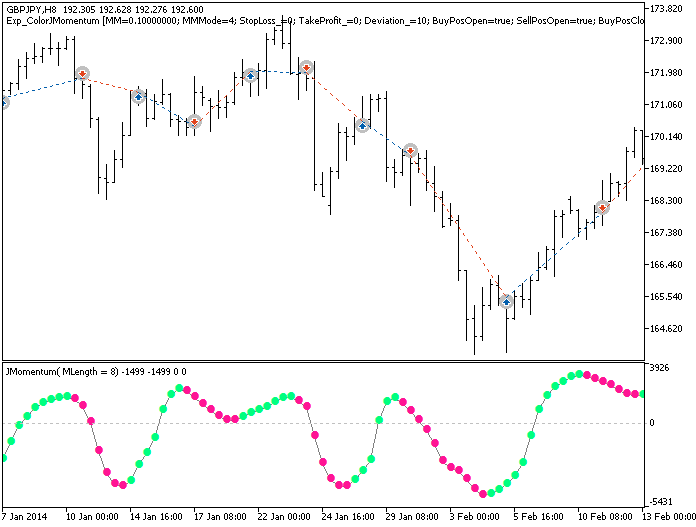 GBPJPY,H8 192.305 192.628 192.276 192.600
Exp_ColorJMomentum [MM=0.10000000; MMMode=4; StopLoss_=0; TakeProfit_=0; Deviation_=10; BuyPosOpen=true; SellPosOpen=true; BuyPosClo
173.820
172.900
171.980
171.060
170.140
169.220
168.300
167.380
166.460
165.540
164.620
JMomentum( MLength = 8) -1499 -1499 0 0
3926
0
-5431
7 Jan 2014
10 Jan 00:00
14 Jan 16:00
17 Jan 08:00
22 Jan 00:00
24 Jan 16:00
29 Jan 08:00
3 Feb 00:00
5 Feb 16:00
10 Feb 08:00
13 Feb 00:00